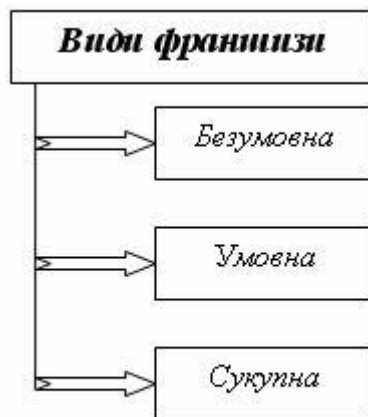 Види франшизи
Безумовна
Умовна
Сукупна